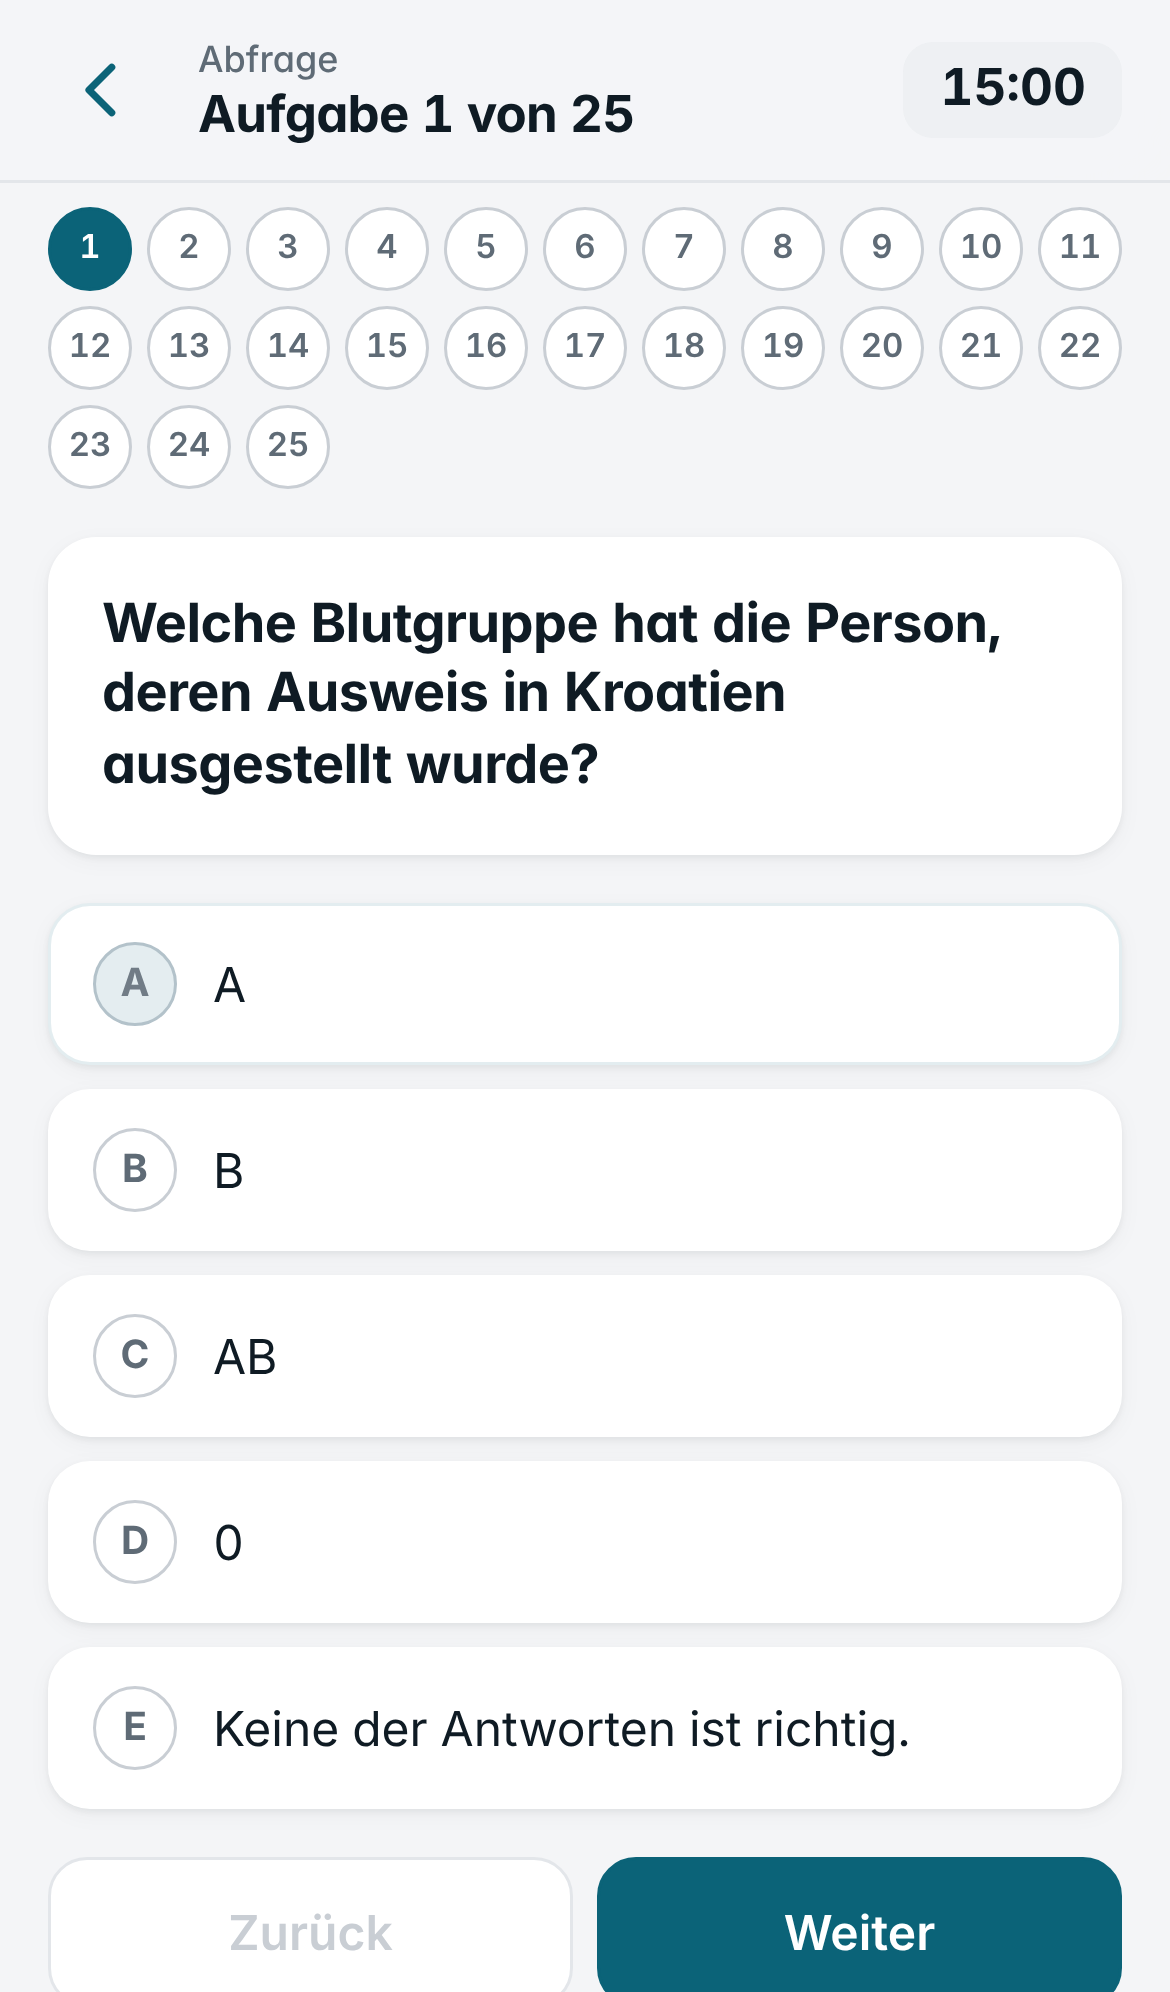 Abfrage
Aufgabe 1 von 25
15:00
1 2 3 4 5 6 7 8 9 10 11
12 13 14 15 16 17 18 19 20 21 22
23 24 25
Welche Blutgruppe hat die Person,
deren Ausweis in Kroatien
ausgestellt wurde?
A A
B B
C AB
D 0
E Keine der Antworten ist richtig.
Zurück Weiter